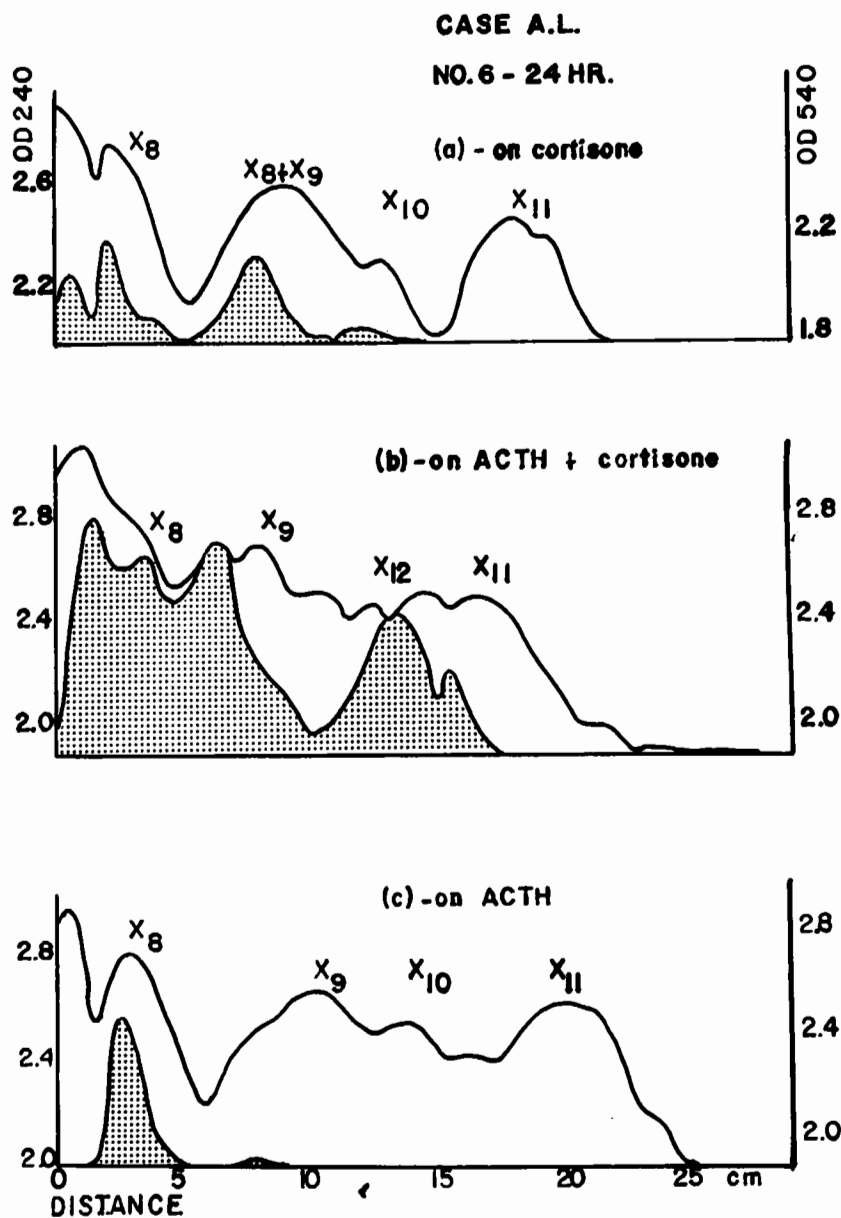 CASE A.L.
NO. 6 - 24 HR.
(a) - on cortisone
OD 240
OD 540
X8
X8+X9
X10
X11
2.6
2.2
2.2
1.8
(b) - on ACTH + cortisone
X8
X9
X12
X11
2.8
2.4
2.0
2.8
2.4
2.0
(c) - on ACTH
X8
X9
X10
X11
2.8
2.4
2.0
2.8
2.4
2.0
0 5 10 15 20 25 cm
DISTANCE